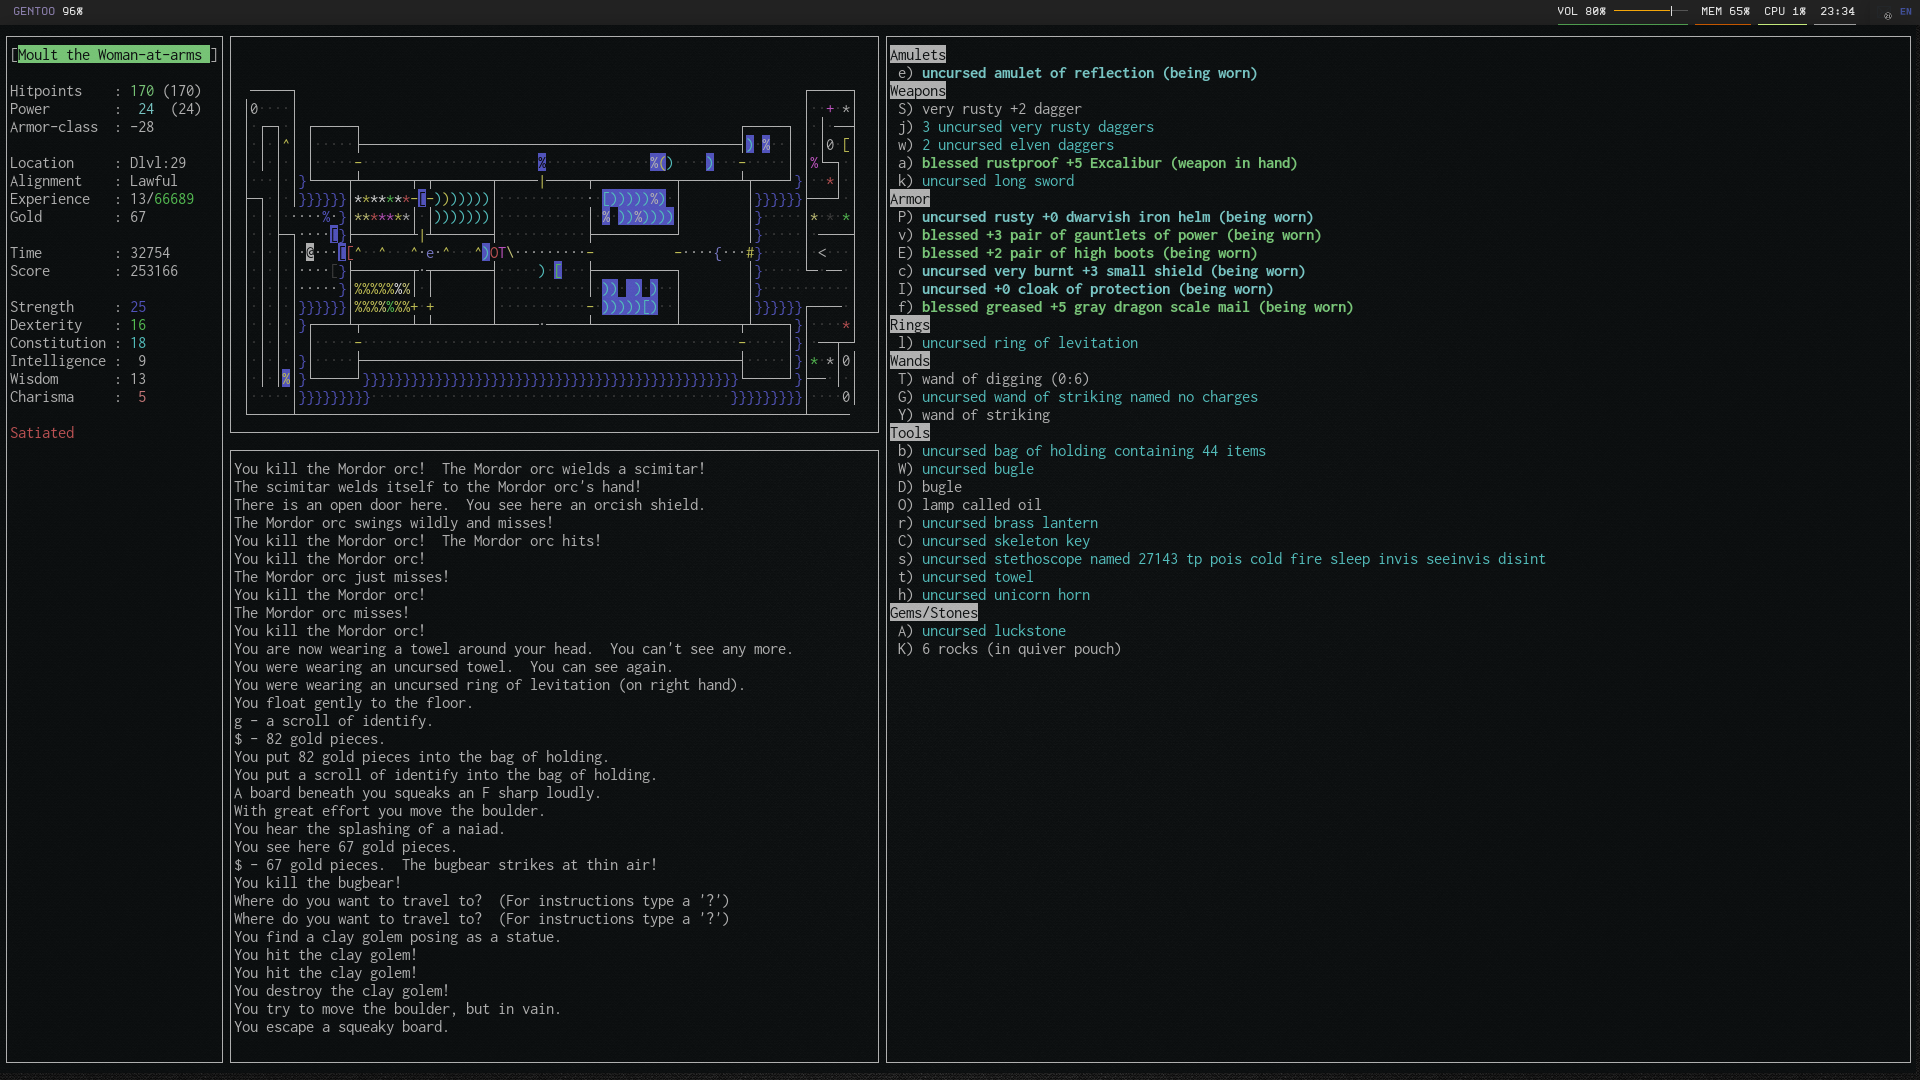 GENTOO 96% VOL 80% MEM 65% CPU 1% 23:34 @ EN
[Moult the Woman-at-arms ]
Hitpoints : 170 (170)
Power : 24 (24)
Armor-class : -28
Location : Dlvl:29
Alignment : Lawful
Experience : 13/66689
Gold : 67
Time : 32754
Score : 253166
Strength : 25
Dexterity : 16
Constitution : 18
Intelligence : 9
Wisdom : 13
Charisma : 5
Satiated
You kill the Mordor orc! The Mordor orc wields a scimitar!
The scimitar welds itself to the Mordor orc's hand!
There is an open door here. You see here an orcish shield.
The Mordor orc swings wildly and misses!
You kill the Mordor orc! The Mordor orc hits!
You kill the Mordor orc!
The Mordor orc just misses!
You kill the Mordor orc!
The Mordor orc misses!
You kill the Mordor orc!
You are now wearing a towel around your head. You can't see any more.
You were wearing an uncursed towel. You can see again.
You were wearing an uncursed ring of levitation (on right hand).
You float gently to the floor.
g - a scroll of identify.
$ - 82 gold pieces.
You put 82 gold pieces into the bag of holding.
You put a scroll of identify into the bag of holding.
A board beneath you squeaks an F sharp loudly.
With great effort you move the boulder.
You hear the splashing of a naiad.
You see here 67 gold pieces.
$ - 67 gold pieces. The bugbear strikes at thin air!
You kill the bugbear!
Where do you want to travel to? (For instructions type a '?')
Where do you want to travel to? (For instructions type a '?')
You find a clay golem posing as a statue.
You hit the clay golem!
You hit the clay golem!
You destroy the clay golem!
You try to move the boulder, but in vain.
You escape a squeaky board.
Amulets
e) uncursed amulet of reflection (being worn)
Weapons
S) very rusty +2 dagger
j) 3 uncursed very rusty daggers
w) 2 uncursed elven daggers
a) blessed rustproof +5 Excalibur (weapon in hand)
k) uncursed long sword
Armor
P) uncursed rusty +0 dwarvish iron helm (being worn)
v) blessed +3 pair of gauntlets of power (being worn)
E) blessed +2 pair of high boots (being worn)
c) uncursed very burnt +3 small shield (being worn)
I) uncursed +0 cloak of protection (being worn)
f) blessed greased +5 gray dragon scale mail (being worn)
Rings
l) uncursed ring of levitation
Wands
T) wand of digging (0:6)
G) uncursed wand of striking named no charges
Y) wand of striking
Tools
b) uncursed bag of holding containing 44 items
W) uncursed bugle
D) bugle
O) lamp called oil
r) uncursed brass lantern
C) uncursed skeleton key
s) uncursed stethoscope named 27143 tp pois cold fire sleep invis seeinvis disint
t) uncursed towel
h) uncursed unicorn horn
Gems/Stones
A) uncursed luckstone
K) 6 rocks (in quiver pouch)